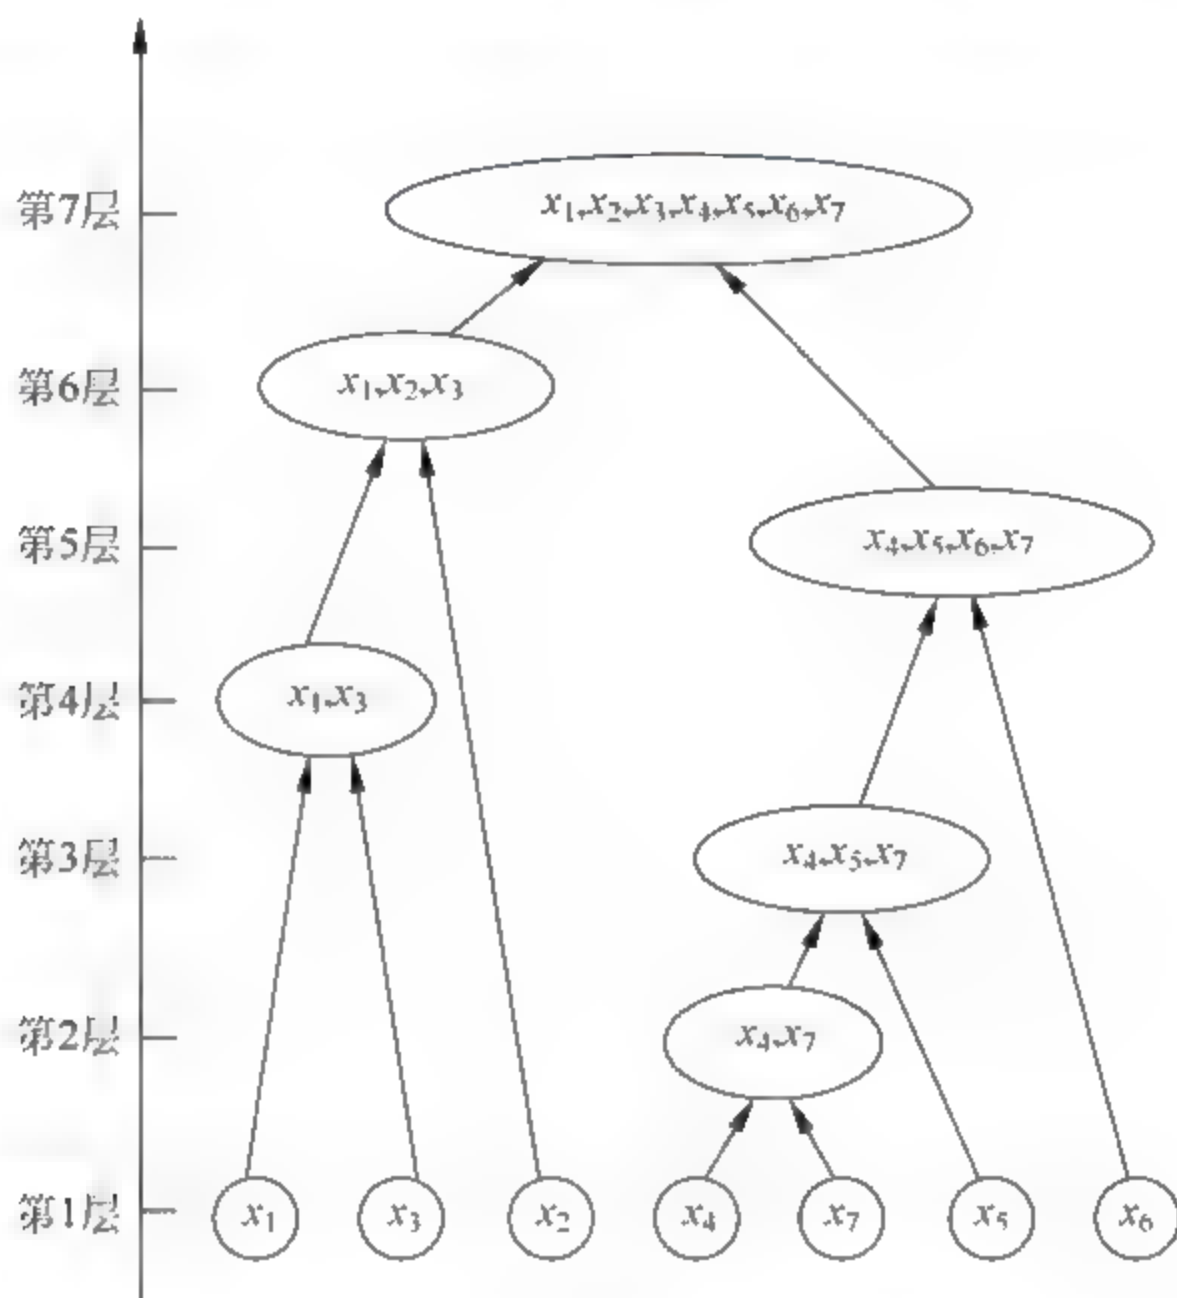 第7层 x₁,x₂,x₃,x₄,x₅,x₆,x₇
第6层 x₁,x₂,x₃
第5层 x₄,x₅,x₆,x₇
第4层 x₁,x₃
第3层 x₄,x₅,x₇
第2层 x₄,x₇
第1层 x₁ x₃ x₂ x₄ x₇ x₅ x₆